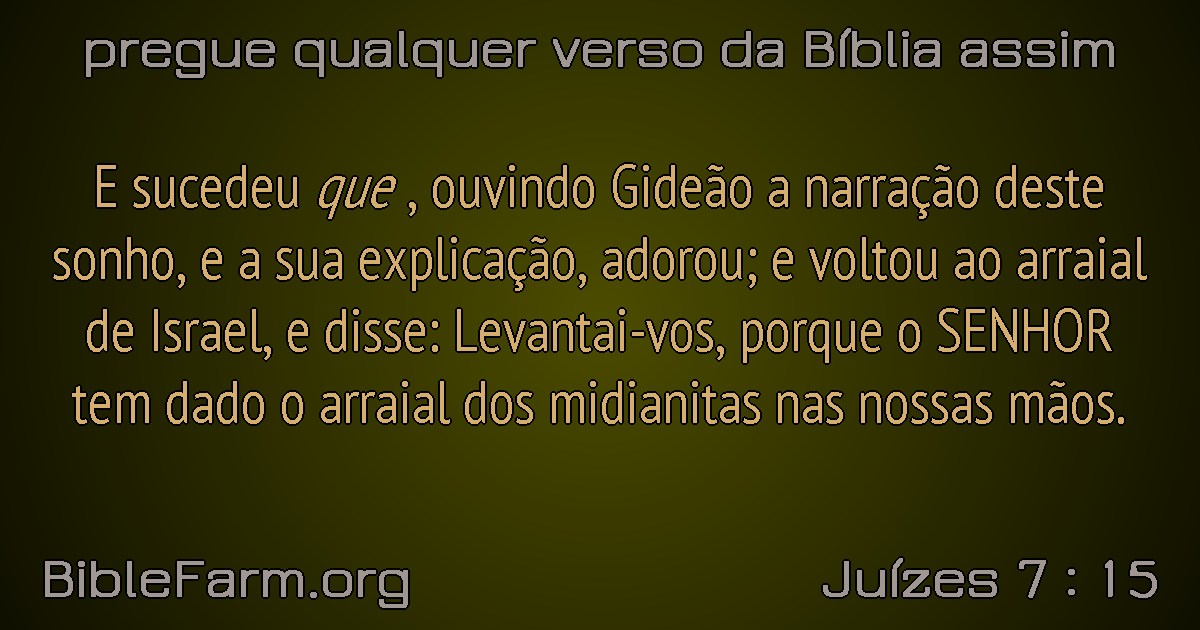 pregue qualquer verso da Bíblia assim
E sucedeu que , ouvindo Gideão a narração deste
sonho, e a sua explicação, adorou; e voltou ao arraial
de Israel, e disse: Levantai-vos, porque o SENHOR
tem dado o arraial dos midianitas nas nossas mãos.
BibleFarm.org
Juízes 7 : 15